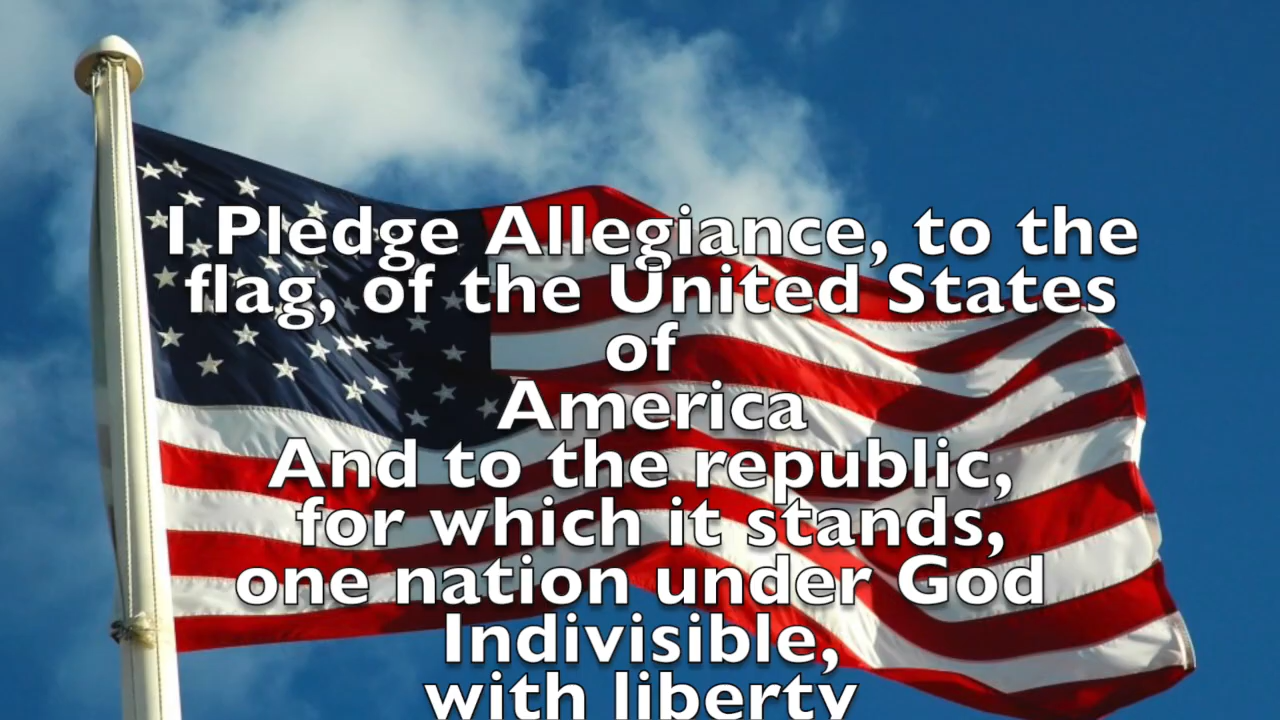 I Pledge Allegiance, to the
flag, of the United States
of
America
And to the republic,
for which it stands,
one nation under God
Indivisible,
with liberty